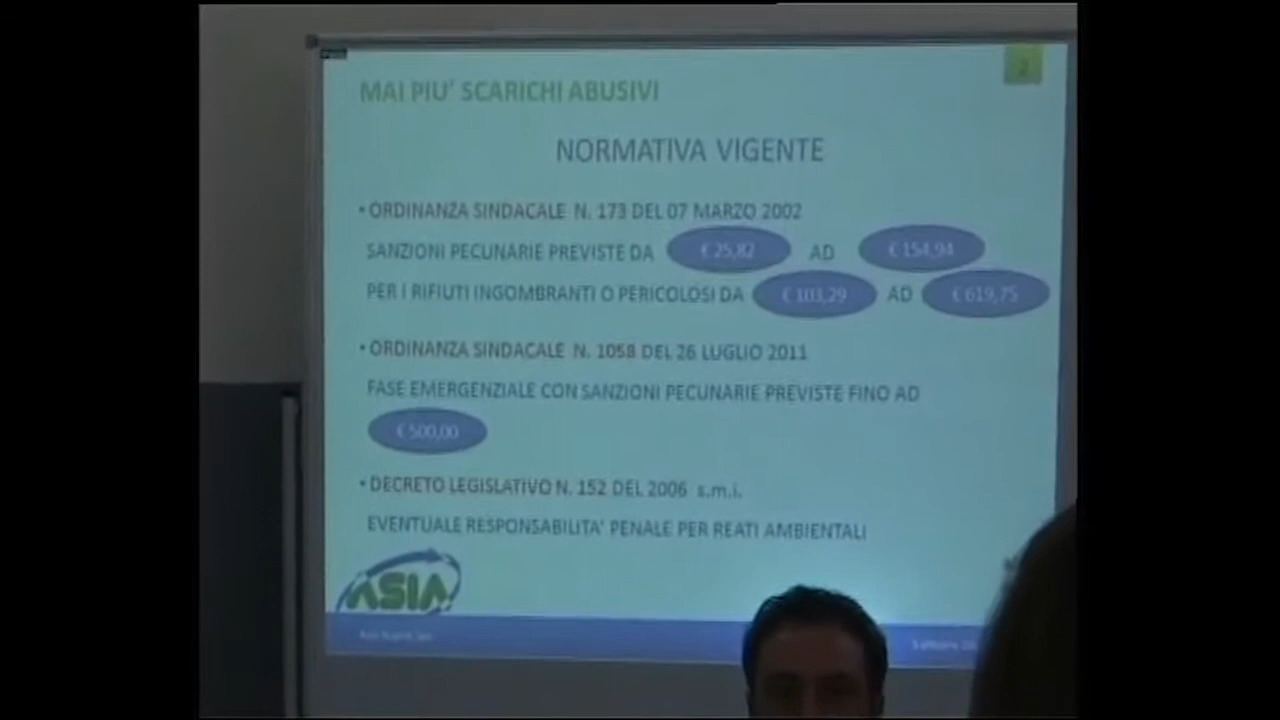 2
MAI PIU' SCARICHI ABUSIVI
NORMATIVA VIGENTE
• ORDINANZA SINDACALE N. 173 DEL 07 MARZO 2002
SANZIONI PECUNARIE PREVISTE DA € 25,82 AD € 154,94
PER I RIFIUTI INGOMBRANTI O PERICOLOSI DA € 103,29 AD € 619,75
• ORDINANZA SINDACALE N. 1058 DEL 26 LUGLIO 2011
FASE EMERGENZIALE CON SANZIONI PECUNARIE PREVISTE FINO AD
€ 500,00
• DECRETO LEGISLATIVO N. 152 DEL 2006 s.m.i.
EVENTUALE RESPONSABILITA' PENALE PER REATI AMBIENTALI
ASIA